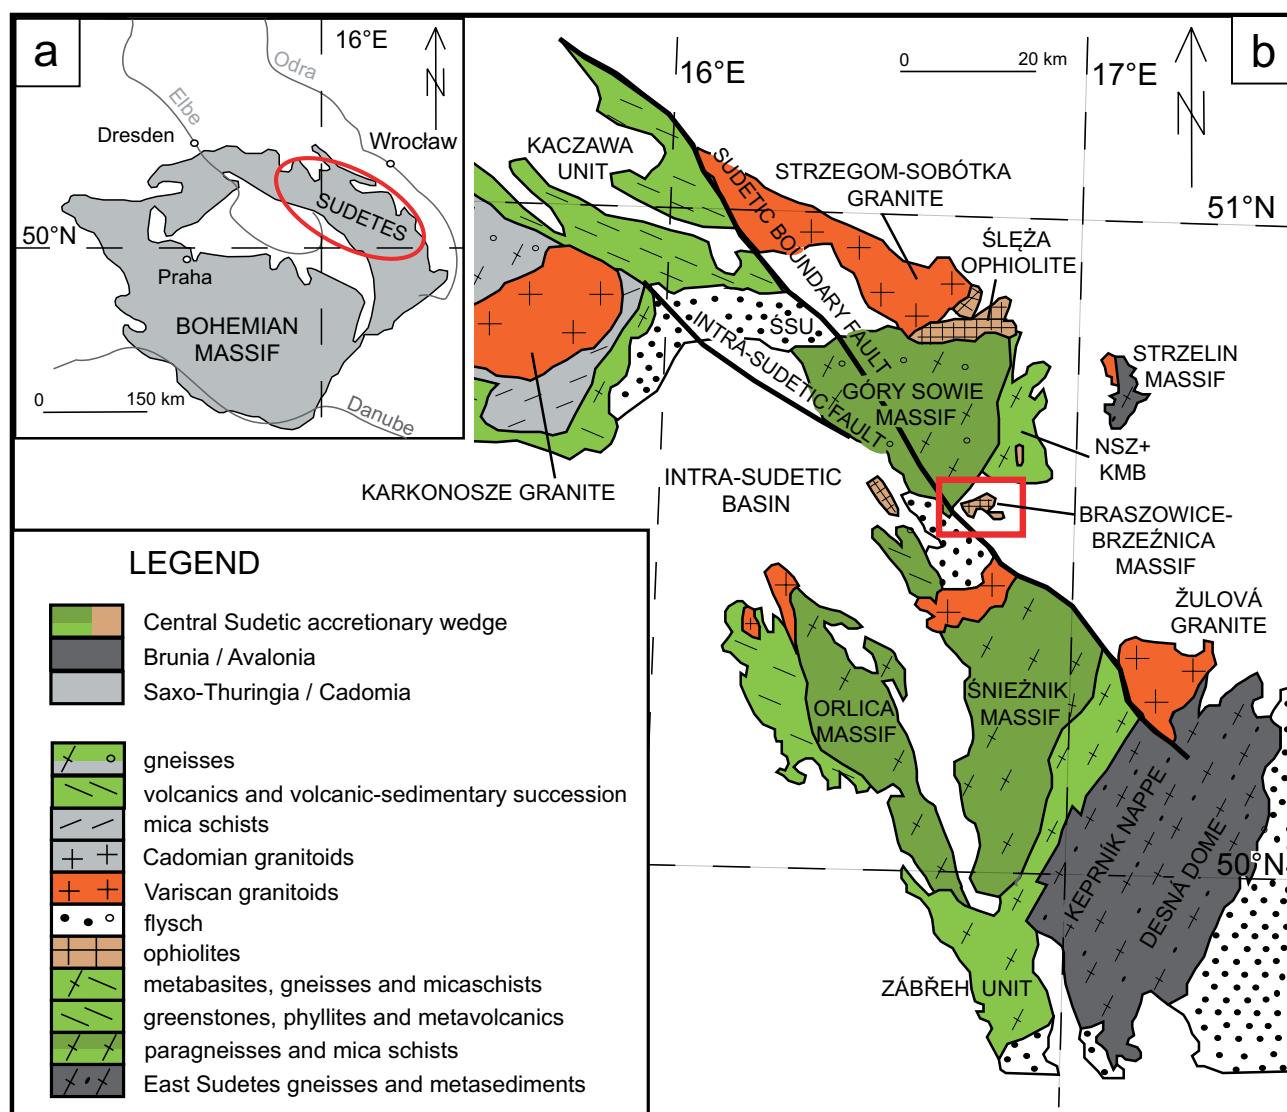 a
16°E
N
Odra
Elbe
Dresden
Wrocław
SUDETES
50°N
Praha
BOHEMIAN
MASSIF
0 150 km
Danube
b
0 20 km
16°E
17°E
N
KACZAWA
UNIT
SUDETIC BOUNDARY FAULT
STRZEGOM-SOBÓTKA
GRANITE
51°N
ŚLĘŻA
OPHIOLITE
SSU
INTRA-SUDETIC FAULT
GÓRY SOWIE
MASSIF
STRZELIN
MASSIF
NSZ+
KMB
KARKONOSZE GRANITE
INTRA-SUDETIC
BASIN
BRASZOWICE-
BRZEŹNICA
MASSIF
ŽULOVÁ
GRANITE
ORLICA
MASSIF
ŚNIEŻNIK
MASSIF
KEPRNÍK NAPPE
DESNÁ DOME
50°N
ZÁBŘEH UNIT
LEGEND
Central Sudetic accretionary wedge
Brunia / Avalonia
Saxo-Thuringia / Cadomia
gneisses
volcanics and volcanic-sedimentary succession
mica schists
Cadomian granitoids
Variscan granitoids
flysch
ophiolites
metabasites, gneisses and micaschists
greenstones, phyllites and metavolcanics
paragneisses and mica schists
East Sudetes gneisses and metasediments